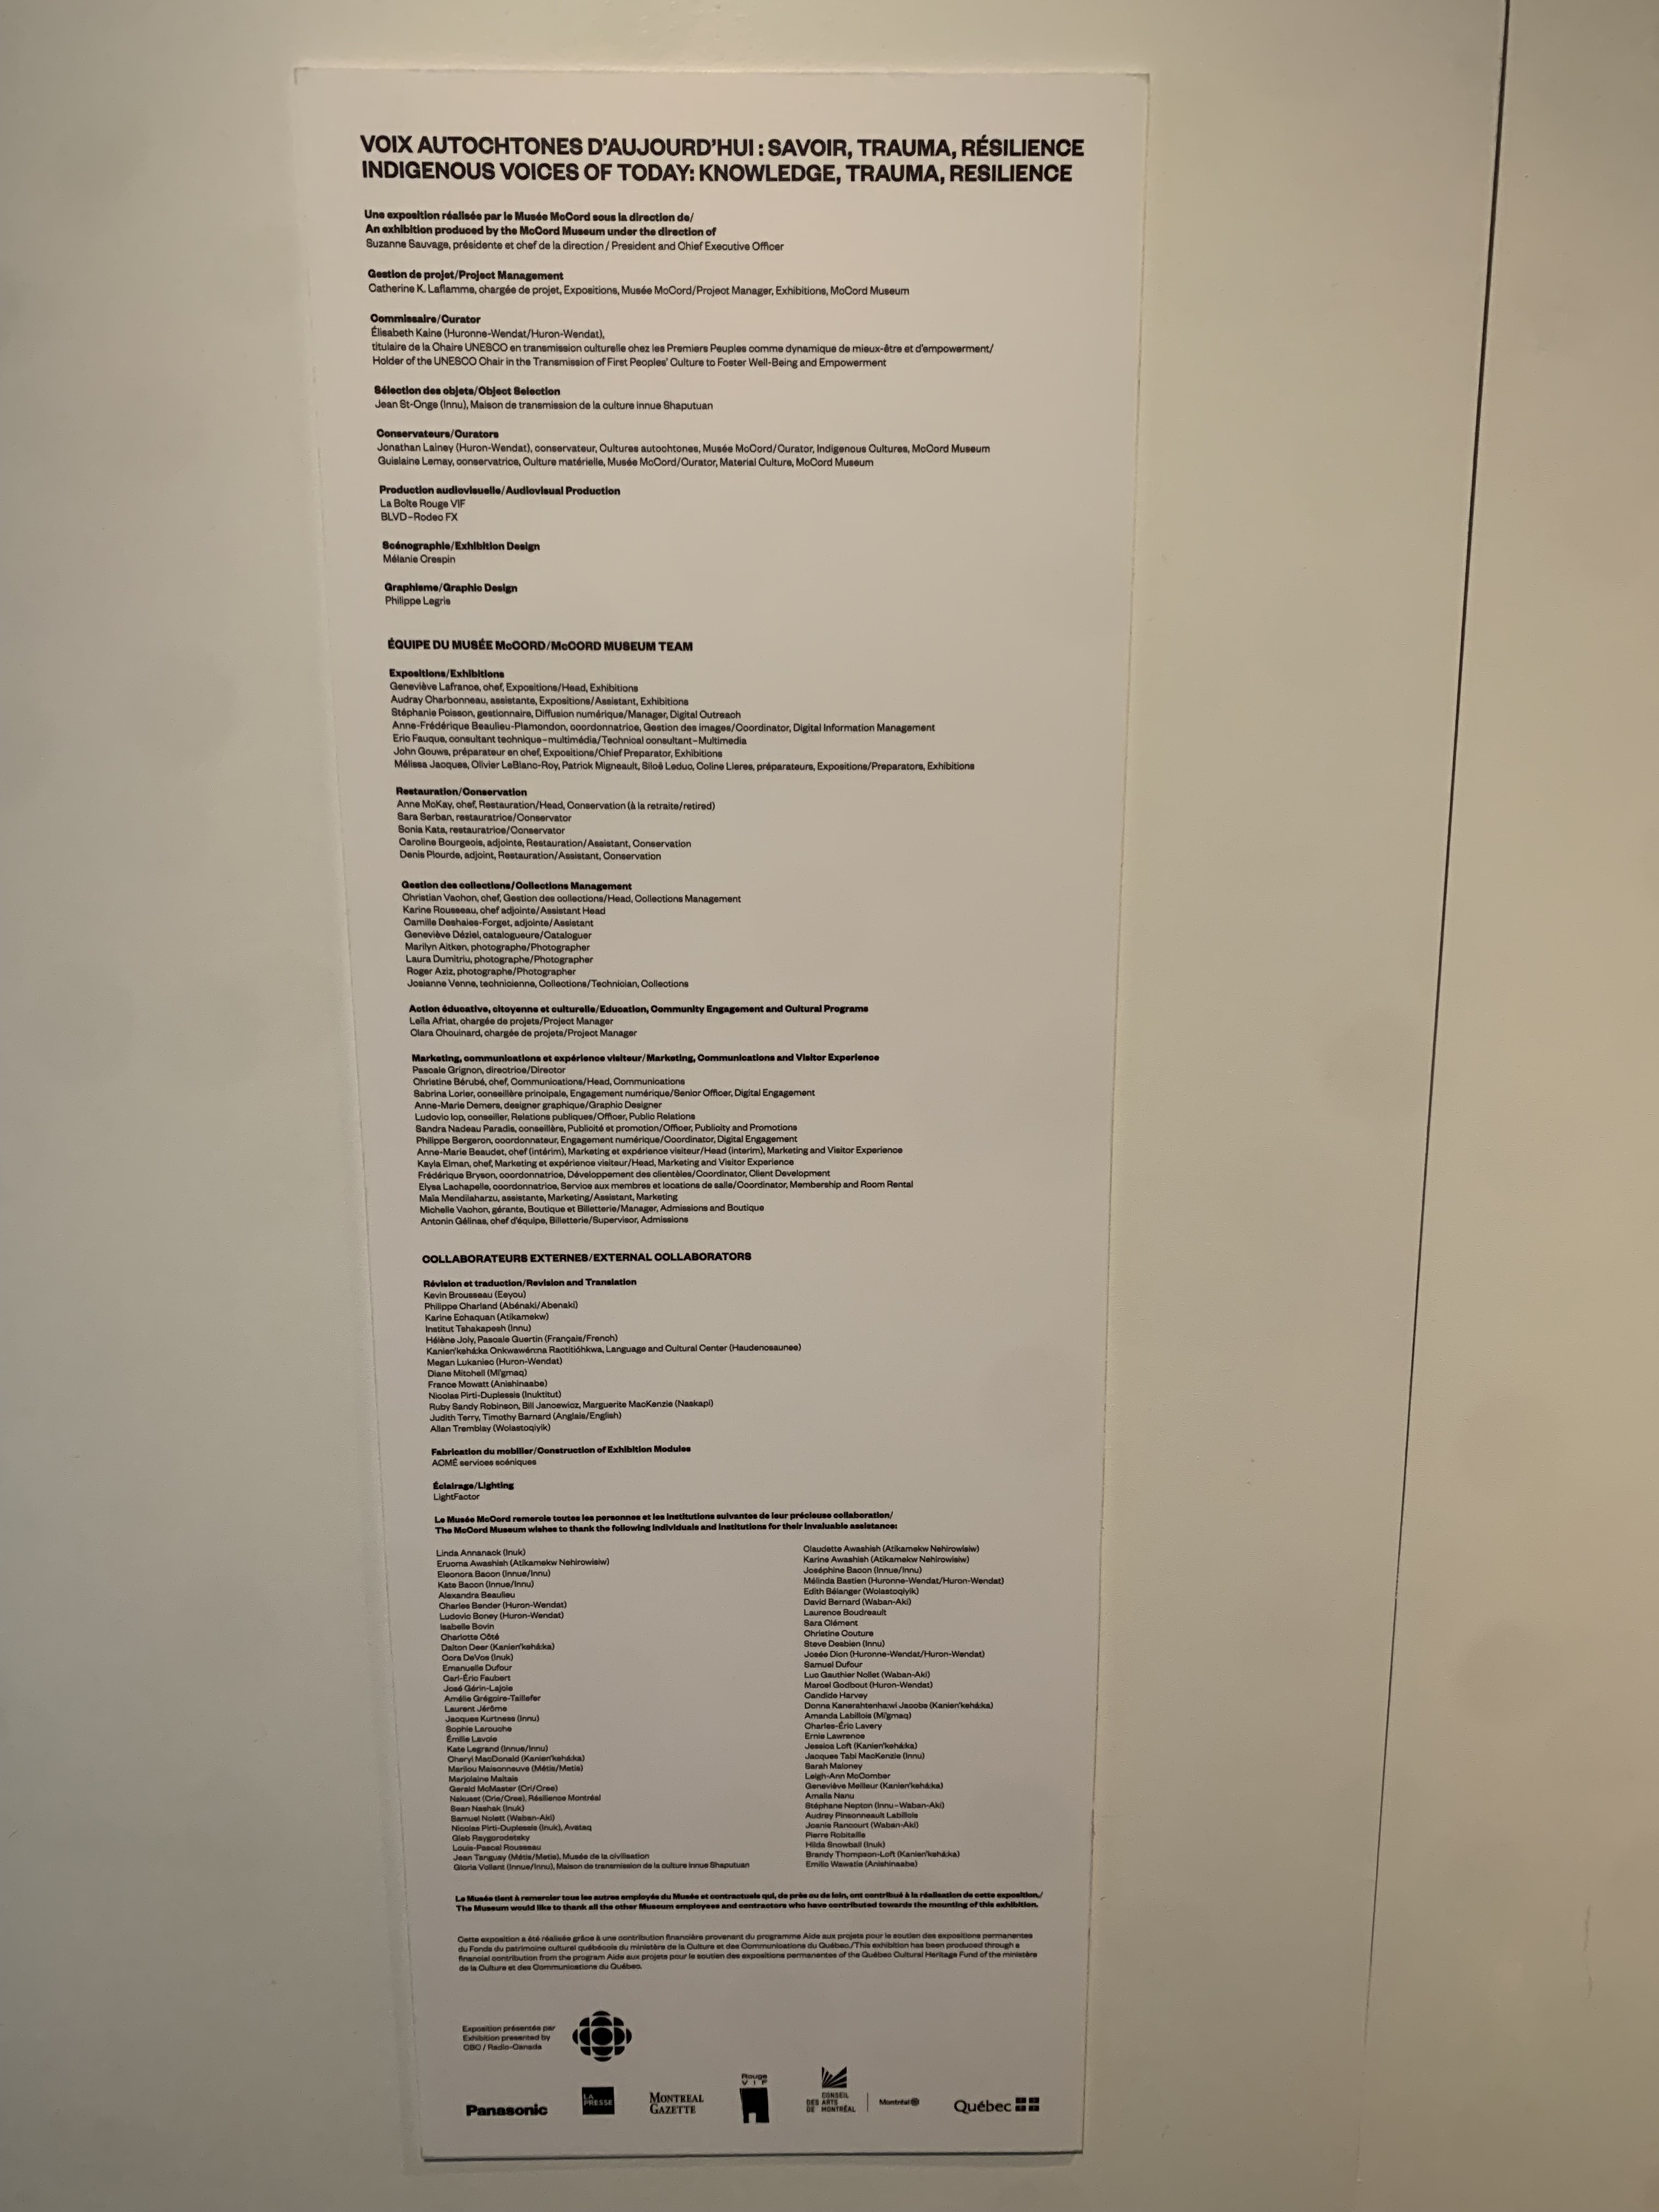 VOIX AUTOCHTONES D'AUJOURD'HUI : SAVOIR, TRAUMA, RÉSILIENCE
INDIGENOUS VOICES OF TODAY: KNOWLEDGE, TRAUMA, RESILIENCE
Une exposition réalisée par le Musée McCord sous la direction de/
An exhibition produced by the McCord Museum under the direction of
Suzanne Sauvage, présidente et chef de la direction / President and Chief Executive Officer
Gestion de projet/Project Management
Catherine K. Laflamme, chargée de projet, Expositions, Musée McCord/Project Manager, Exhibitions, McCord Museum
Commissaire/Curator
Élisabeth Kaine (Huronne-Wendat/Huron-Wendat),
titulaire de la Chaire UNESCO en transmission culturelle chez les Premiers Peuples comme dynamique de mieux-être et d'empowerment/
Holder of the UNESCO Chair in the Transmission of First Peoples' Culture to Foster Well-Being and Empowerment
Sélection des objets/Object Selection
Jean St-Onge (Innu), Maison de transmission de la culture innue Shaputuan
Conservateurs/Curators
Jonathan Lainey (Huron-Wendat), conservateur, Cultures autochtones, Musée McCord/Curator, Indigenous Cultures, McCord Museum
Guislaine Lemay, conservatrice, Culture matérielle, Musée McCord/Curator, Material Culture, McCord Museum
Production audiovisuelle/Audiovisual Production
La Boîte Rouge VIF
BLVD-Rodeo FX
Scénographie/Exhibition Design
Mélanie Crespin
Graphisme/Graphic Design
Philippe Legris
ÉQUIPE DU MUSÉE McCORD/McCORD MUSEUM TEAM
Expositions/Exhibitions
Geneviève Lafrance, chef, Expositions/Head, Exhibitions
Audray Charbonneau, assistante, Expositions/Assistant, Exhibitions
Stéphanie Poisson, gestionnaire, Diffusion numérique/Manager, Digital Outreach
Anne-Frédérique Beaulieu-Plamondon, coordonnatrice, Gestion des images/Coordinator, Digital Information Management
Eric Fauque, consultant technique-multimédia/Technical consultant-Multimedia
John Gouws, préparateur en chef, Expositions/Chief Preparator, Exhibitions
Mélissa Jacques, Olivier LeBlanc-Roy, Patrick Migneault, Siloé Leduc, Coline Lleres, préparateurs, Expositions/Preparators, Exhibitions
Restauration/Conservation
Anne McKay, chef, Restauration/Head, Conservation (à la retraite/retired)
Sara Serban, restauratrice/Conservator
Sonia Kata, restauratrice/Conservator
Caroline Bourgeois, adjointe, Restauration/Assistant, Conservation
Denis Plourde, adjoint, Restauration/Assistant, Conservation
Gestion des collections/Collections Management
Christian Vachon, chef, Gestion des collections/Head, Collections Management
Karine Rousseau, chef adjointe/Assistant Head
Camille Deshaies-Forget, adjointe/Assistant
Geneviève Déziel, catalogueure/Cataloguer
Marilyn Aitken, photographe/Photographer
Laura Dumitriu, photographe/Photographer
Roger Aziz, photographe/Photographer
Josianne Venne, technicienne, Collections/Technician, Collections
Action éducative, citoyenne et culturelle/Education, Community Engagement and Cultural Programs
Leïla Afriat, chargée de projets/Project Manager
Clara Chouinard, chargée de projets/Project Manager
Marketing, communications et expérience visiteur/Marketing, Communications and Visitor Experience
Pascale Grignon, directrice/Director
Christine Bérubé, chef, Communications/Head, Communications
Sabrina Lorier, conseillère principale, Engagement numérique/Senior Officer, Digital Engagement
Anne-Marie Demers, designer graphique/Graphic Designer
Ludovic Iop, conseiller, Relations publiques/Officer, Public Relations
Sandra Nadeau Paradis, conseillère, Publicité et promotion/Officer, Publicity and Promotions
Philippe Bergeron, coordonnateur, Engagement numérique/Coordinator, Digital Engagement
Anne-Marie Beaudet, chef (intérim), Marketing et expérience visiteur/Head (interim), Marketing and Visitor Experience
Kayla Elman, chef, Marketing et expérience visiteur/Head, Marketing and Visitor Experience
Frédérique Bryson, coordonnatrice, Développement des clientèles/Coordinator, Client Development
Elysa Lachapelle, coordonnatrice, Service aux membres et locations de salle/Coordinator, Membership and Room Rental
Maïa Mendilaharzu, assistante, Marketing/Assistant, Marketing
Michelle Vachon, gérante, Boutique et Billetterie/Manager, Admissions and Boutique
Antonin Gélinas, chef d'équipe, Billetterie/Supervisor, Admissions
COLLABORATEURS EXTERNES/EXTERNAL COLLABORATORS
Révision et traduction/Revision and Translation
Kevin Brousseau (Eeyou)
Philippe Charland (Abénaki/Abenaki)
Karine Echaquan (Atikamekw)
Institut Tshakapesh (Innu)
Hélène Joly, Pascale Guertin (Français/French)
Kanien'kehá:ka Onkwawén:na Raotitióhkwa, Language and Cultural Center (Haudenosaunee)
Megan Lukaniec (Huron-Wendat)
Diane Mitchell (Mi'gmaq)
France Mowatt (Anishinaabe)
Nicolas Pirti-Duplessis (Inuktitut)
Ruby Sandy Robinson, Bill Jancewicz, Marguerite MacKenzie (Naskapi)
Judith Terry, Timothy Barnard (Anglais/English)
Allan Tremblay (Wolastoqiyik)
Fabrication du mobilier/Construction of Exhibition Modules
ACMÉ services scéniques
Éclairage/Lighting
LightFactor
Le Musée McCord remercie toutes les personnes et les institutions suivantes de leur précieuse collaboration/
The McCord Museum wishes to thank the following individuals and institutions for their invaluable assistance:
Linda Annanack (Inuk)
Eruoma Awashish (Atikamekw Nehirowisiw)
Eleonora Bacon (Innue/Innu)
Kate Bacon (Innue/Innu)
Alexandra Beaulieu
Charles Bender (Huron-Wendat)
Ludovic Boney (Huron-Wendat)
Isabelle Bovin
Charlotte Côté
Dalton Deer (Kanien'kehá:ka)
Cora DeVos (Inuk)
Emanuelle Dufour
Carl-Éric Faubert
José Gérin-Lajoie
Amélie Grégoire-Taillefer
Laurent Jérôme
Jacques Kurtness (Innu)
Sophie Larouche
Émilie Lavoie
Kate Legrand (Innue/Innu)
Cheryl MacDonald (Kanien'kehá:ka)
Marilou Maisonneuve (Métis/Metis)
Marjolaine Maltais
Gerald McMaster (Cri/Cree)
Nakuset (Crie/Cree), Résilience Montréal
Sean Nashak (Inuk)
Samuel Nolett (Waban-Aki)
Nicolas Pirti-Duplessis (Inuk), Avataq
Gleb Raygorodetsky
Louis-Pascal Rousseau
Jean Tanguay (Métis/Metis), Musée de la civilisation
Gloria Vollant (Innue/Innu), Maison de transmission de la culture innue Shaputuan
Claudette Awashish (Atikamekw Nehirowisiw)
Karine Awashish (Atikamekw Nehirowisiw)
Joséphine Bacon (Innue/Innu)
Mélinda Bastien (Huronne-Wendat/Huron-Wendat)
Edith Bélanger (Wolastoqiyik)
David Bernard (Waban-Aki)
Laurence Boudreault
Sara Clément
Christine Couture
Steve Desbien (Innu)
Josée Dion (Huronne-Wendat/Huron-Wendat)
Samuel Dufour
Luc Gauthier Nollet (Waban-Aki)
Marcel Godbout (Huron-Wendat)
Candide Harvey
Donna Kanerahtenha:wi Jacobs (Kanien'kehá:ka)
Amanda Labillois (Mi'gmaq)
Charles-Éric Lavery
Ernie Lawrence
Jessica Loft (Kanien'kehá:ka)
Jacques Tabi MacKenzie (Innu)
Sarah Maloney
Leigh-Ann McComber
Geneviève Meilleur (Kanien'kehá:ka)
Amalia Nanu
Stéphane Nepton (Innu-Waban-Aki)
Audrey Pinsonneault Labillois
Joanie Rancourt (Waban-Aki)
Pierre Robitaille
Hilda Snowball (Inuk)
Brandy Thompson-Loft (Kanien'kehá:ka)
Emilio Wawatie (Anishinaabe)
Le Musée tient à remercier tous les autres employés du Musée et contractuels qui, de près ou de loin, ont contribué à la réalisation de cette exposition./
The Museum would like to thank all the other Museum employees and contractors who have contributed towards the mounting of this exhibition.
Cette exposition a été réalisée grâce à une contribution financière provenant du programme Aide aux projets pour le soutien des expositions permanentes
du Fonds du patrimoine culturel québécois du ministère de la Culture et des Communications du Québec./This exhibition has been produced through a
financial contribution from the program Aide aux projets pour le soutien des expositions permanentes of the Québec Cultural Heritage Fund of the ministère
de la Culture et des Communications du Québec.
Exposition présentée par
Exhibition presented by
CBC / Radio-Canada
Panasonic
LA
PRESSE
MONTREAL
GAZETTE
Rouge
VIF
CONSEIL
DES ARTS
DE MONTRÉAL
Montréal
Québec